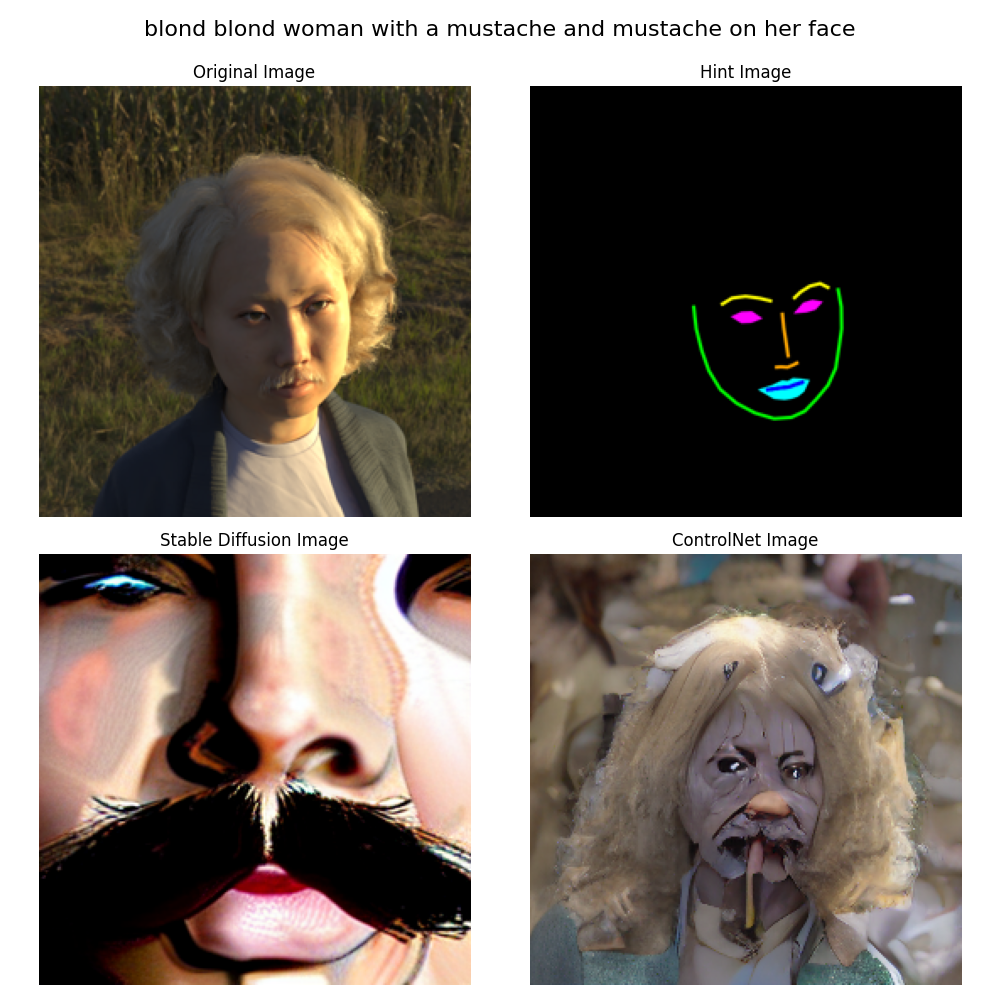 blond blond woman with a mustache and mustache on her face
Original Image
Hint Image
Stable Diffusion Image
ControlNet Image